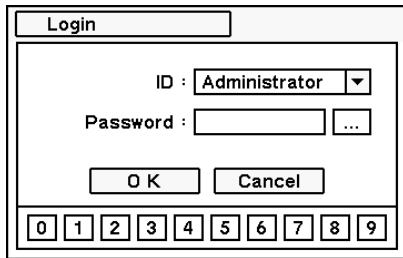 Login
ID : Administrator
Password : ...
OK Cancel
0 1 2 3 4 5 6 7 8 9